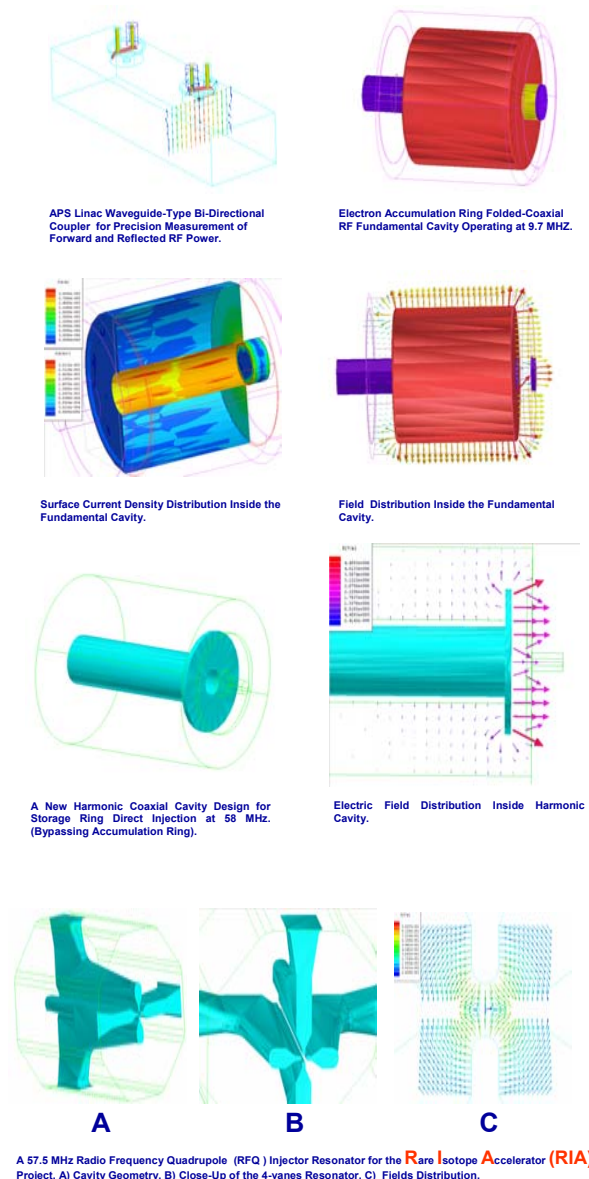 APS Linac Waveguide-Type Bi-Directional
Coupler for Precision Measurement of
Forward and Reflected RF Power.
Electron Accumulation Ring Folded-Coaxial
RF Fundamental Cavity Operating at 9.7 MHZ.
Surface Current Density Distribution Inside the
Fundamental Cavity.
Field Distribution Inside the Fundamental
Cavity.
A New Harmonic Coaxial Cavity Design for
Storage Ring Direct Injection at 58 MHz.
(Bypassing Accumulation Ring).
Electric Field Distribution Inside Harmonic
Cavity.
A
B
C
A 57.5 MHz Radio Frequency Quadrupole (RFQ ) Injector Resonator for the Rare Isotope Accelerator (RIA)
Project. A) Cavity Geometry. B) Close-Up of the 4-vanes Resonator. C) Fields Distribution.